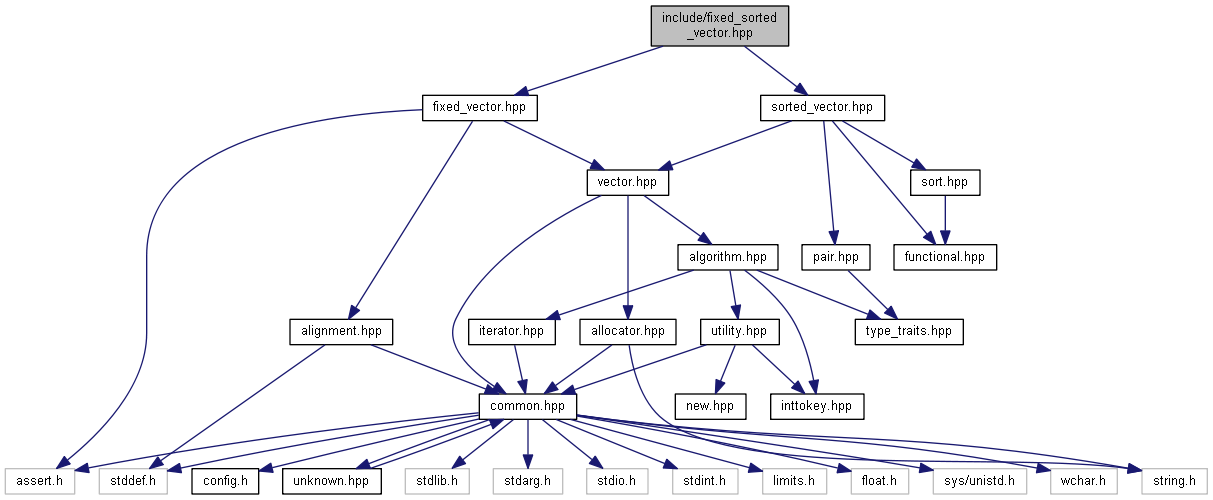 include/fixed_sorted
_vector.hpp
fixed_vector.hpp
sorted_vector.hpp
vector.hpp
sort.hpp
algorithm.hpp
pair.hpp
functional.hpp
alignment.hpp
iterator.hpp
allocator.hpp
utility.hpp
type_traits.hpp
common.hpp
new.hpp
inttokey.hpp
assert.h
stddef.h
config.h
unknown.hpp
stdlib.h
stdarg.h
stdio.h
stdint.h
limits.h
float.h
sys/unistd.h
wchar.h
string.h